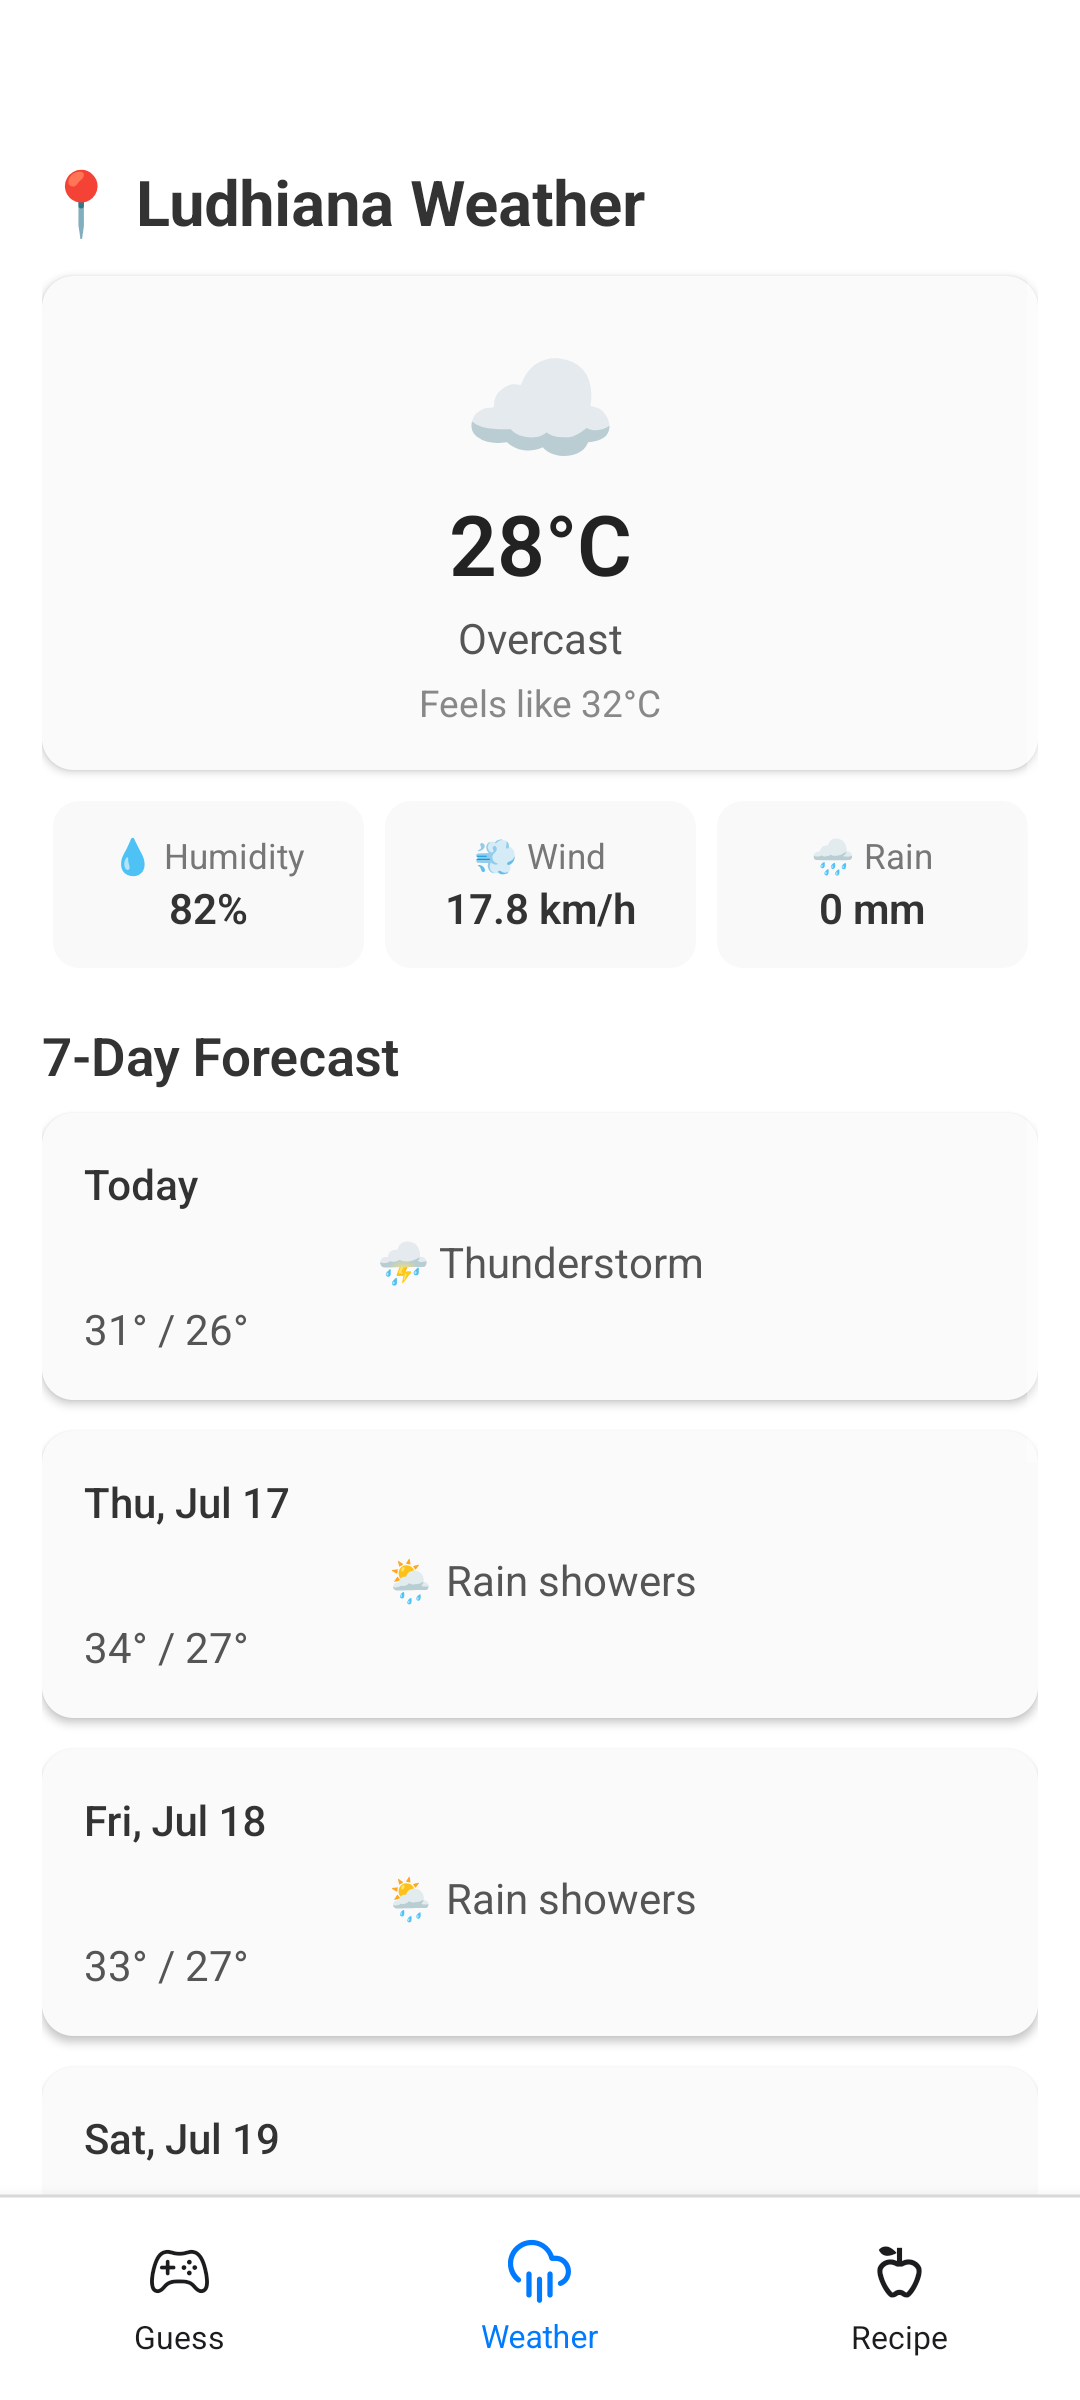 📍 Ludhiana Weather
☁️
28°C
Overcast
Feels like 32°C
💧 Humidity
82%
💨 Wind
17.8 km/h
🌧️ Rain
0 mm
7-Day Forecast
Today
⛈️ Thunderstorm
31° / 26°
Thu, Jul 17
🌦️ Rain showers
34° / 27°
Fri, Jul 18
🌦️ Rain showers
33° / 27°
Sat, Jul 19
Guess
Weather
Recipe